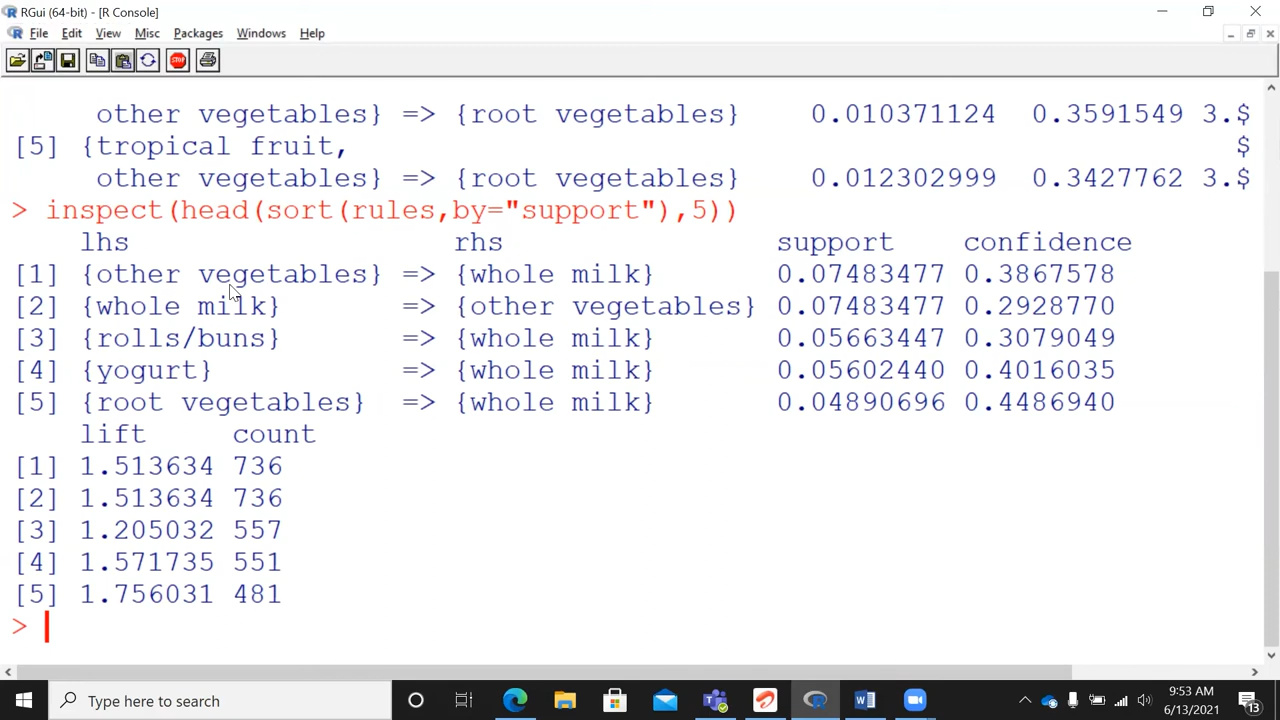 RGui (64-bit) - [R Console]
File Edit View Misc Packages Windows Help
STOP
other vegetables} => {root vegetables} 0.010371124 0.3591549 3.$
[5] {tropical fruit, $
other vegetables} => {root vegetables} 0.012302999 0.3427762 3.$
> inspect(head(sort(rules,by="support"),5))
lhs rhs support confidence
[1] {other vegetables} => {whole milk} 0.07483477 0.3867578
[2] {whole milk} => {other vegetables} 0.07483477 0.2928770
[3] {rolls/buns} => {whole milk} 0.05663447 0.3079049
[4] {yogurt} => {whole milk} 0.05602440 0.4016035
[5] {root vegetables} => {whole milk} 0.04890696 0.4486940
lift count
[1] 1.513634 736
[2] 1.513634 736
[3] 1.205032 557
[4] 1.571735 551
[5] 1.756031 481
>
Type here to search
9:53 AM
6/13/2021
13